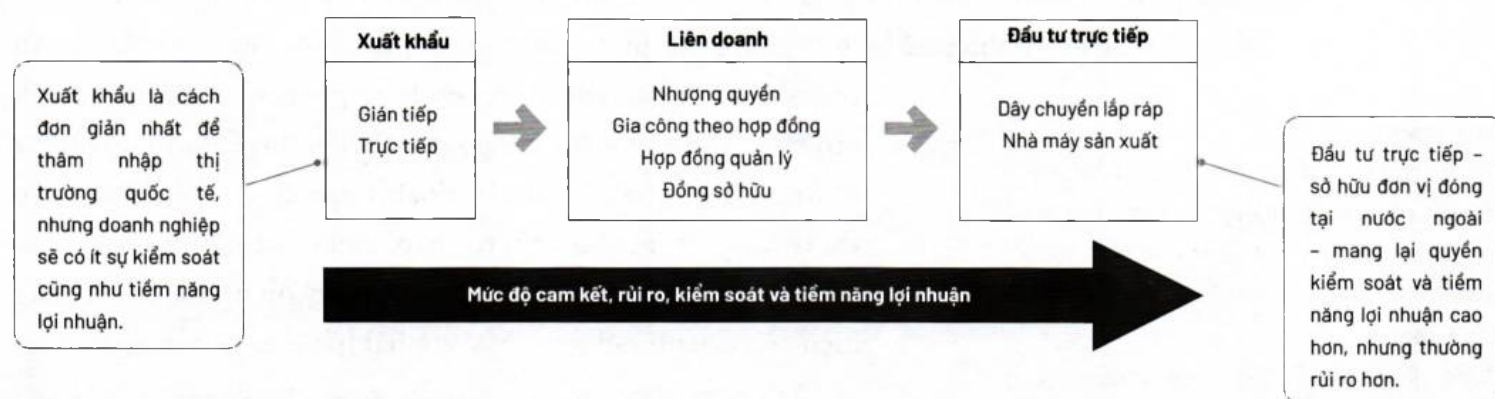 Xuất khẩu là cách
đơn giản nhất để
thâm nhập thị
trường quốc tế,
nhưng doanh nghiệp
sẽ có ít sự kiểm soát
cũng như tiềm năng
lợi nhuận.
Xuất khẩu
Gián tiếp
Trực tiếp
Liên doanh
Nhượng quyền
Gia công theo hợp đồng
Hợp đồng quản lý
Đồng sở hữu
Đầu tư trực tiếp
Dây chuyền lắp ráp
Nhà máy sản xuất
Mức độ cam kết, rủi ro, kiểm soát và tiềm năng lợi nhuận
Đầu tư trực tiếp –
sở hữu đơn vị đóng
tại nước ngoài
– mang lại quyền
kiểm soát và tiềm
năng lợi nhuận cao
hơn, nhưng thường
rủi ro hơn.